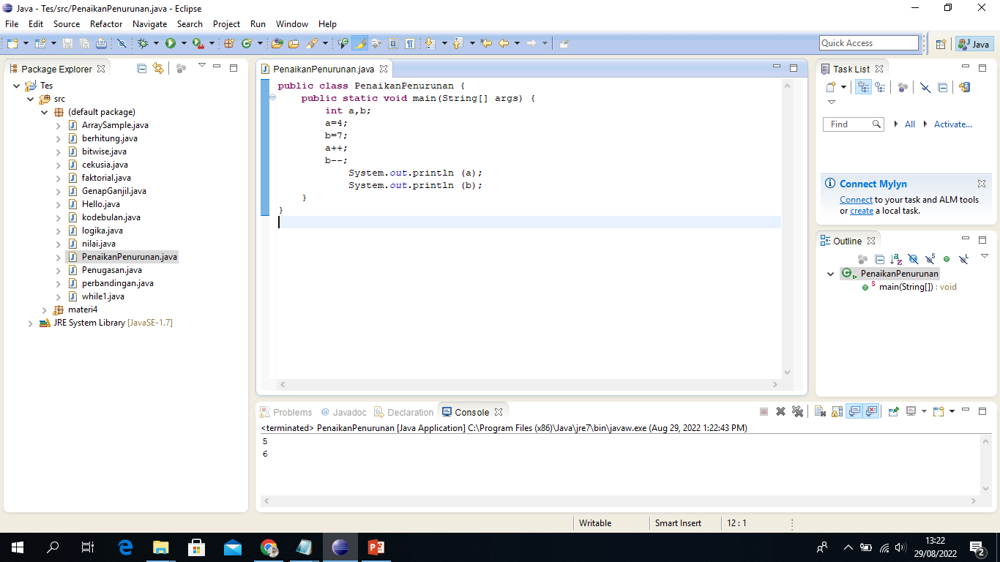 Java - Tes/src/PenaikanPenurunan.java - Eclipse
File Edit Source Refactor Navigate Search Project Run Window Help
Quick Access
Java
Package Explorer
Tes
src
(default package)
ArraySample.java
berhitung.java
bitwise.java
cekusia.java
faktorial.java
GenapGanjil.java
Hello.java
kodebulan.java
logika.java
nilai.java
PenaikanPenurunan.java
Penugasan.java
perbandingan.java
while1.java
materi4
JRE System Library [JavaSE-1.7]
PenaikanPenurunan.java
public class PenaikanPenurunan {
public static void main(String[] args) {
int a,b;
a=4;
b=7;
a++;
b--;
System.out.println (a);
System.out.println (b);
}
}
Task List
Find All Activate...
Connect Mylyn
Connect to your task and ALM tools
or create a local task.
Outline
PenaikanPenurunan
main(String[]) : void
Problems @ Javadoc Declaration Console
<terminated> PenaikanPenurunan [Java Application] C:\Program Files (x86)\Java\jre7\bin\javaw.exe (Aug 29, 2022 1:22:43 PM)
5
6
Writable Smart Insert 12 : 1
13:22
29/08/2022
2